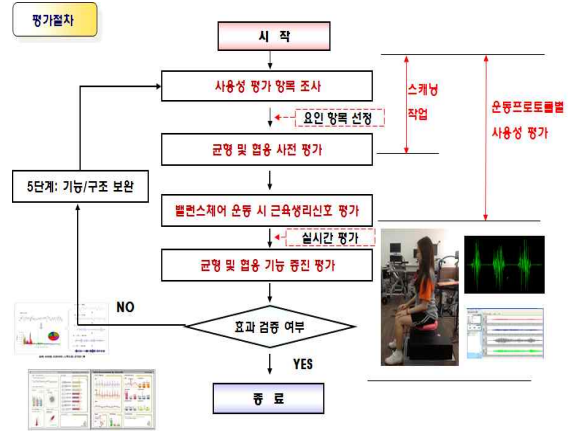 평가절차
시 작
사용성 평가 항목 조사
요인 항목 선정
스캐닝
작업
운동프로토콜별
사용성 평가
균형 및 협응 사전 평가
5단계: 기능/구조 보완
밸런스체어 운동 시 근육생리신호 평가
실시간 평가
균형 및 협응 기능 증진 평가
NO
효과 검증 여부
YES
종 료